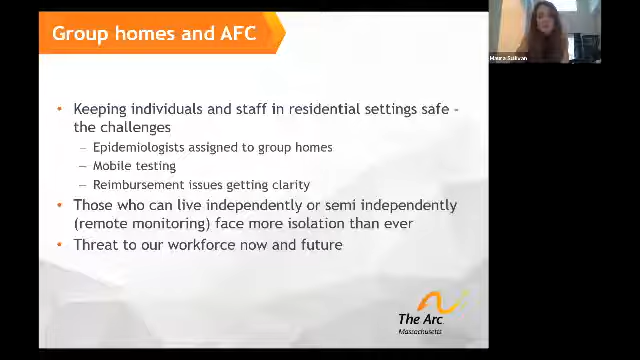 Group homes and AFC
Maura Sullivan
• Keeping individuals and staff in residential settings safe –
the challenges
– Epidemiologists assigned to group homes
– Mobile testing
– Reimbursement issues getting clarity
• Those who can live independently or semi independently
(remote monitoring) face more isolation than ever
• Threat to our workforce now and future
The Arc
Massachusetts